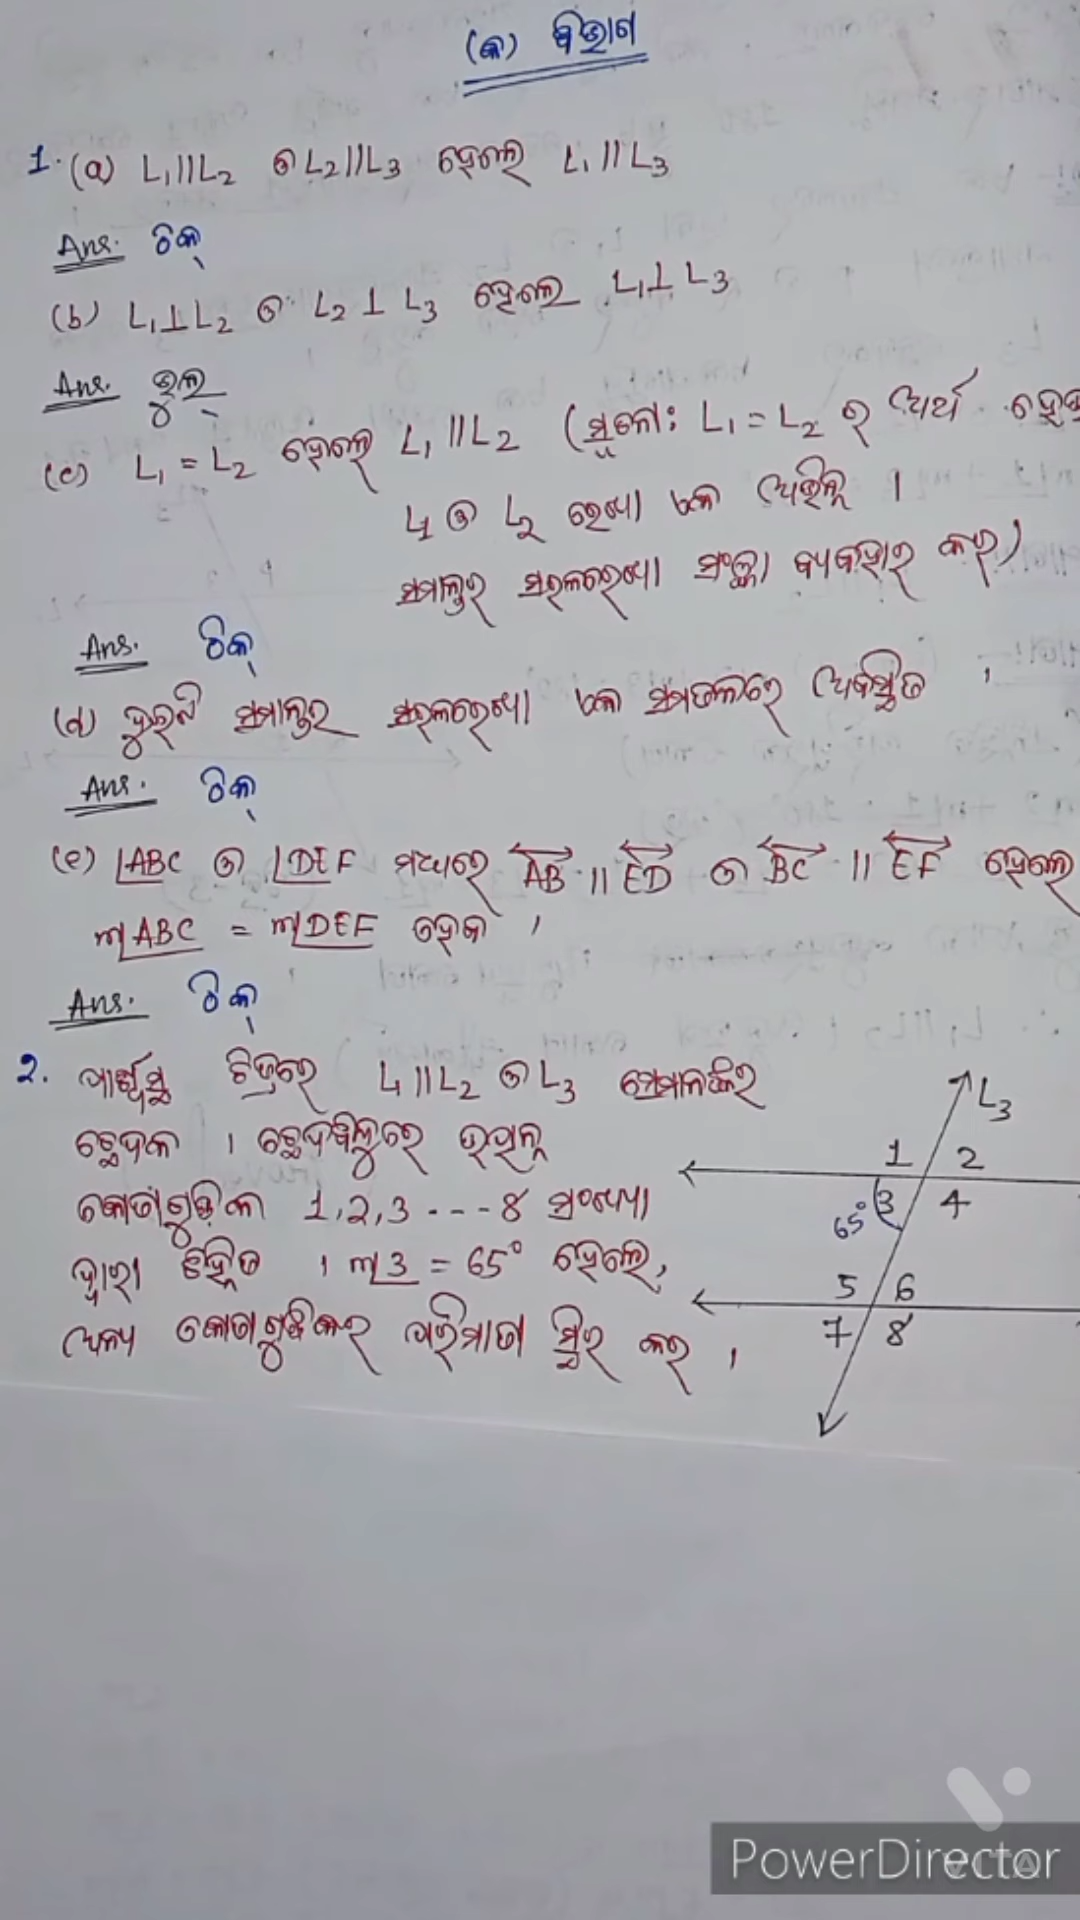 (କ) ବିଭାଗ
1. (a) L₁||L₂ ଓ L₂||L₃ ହେଲେ L₁||L₃
Ans. ଠିକ୍
(b) L₁⊥L₂ ଓ L₂⊥L₃ ହେଲେ L₁⊥L₃
Ans. ଭୁଲ୍
(c) L₁ = L₂ ହେଲେ L₁||L₂ (ସୂଚନା: L₁ = L₂ ର ଅର୍ଥ
L₁ ଓ L₂ ରେଖା ଏକ ଅଭିନ୍ନ ।
ସମାନ୍ତର ସରଳରେଖା ସଂଜ୍ଞା ବ୍ୟବହାର କର)
Ans. ଠିକ୍
(d) ଦୁଇଟି ସମାନ୍ତର ସରଳରେଖା ଏକ ସମତଳରେ ଅବସ୍ଥିତ ।
Ans. ଠିକ୍
(e) ∠ABC ଓ ∠DEF ମଧ୍ୟରେ AB || ED ଓ BC || EF ହେଲେ
m∠ABC = m∠DEF ହେବ ।
Ans. ଠିକ୍
2. ପାର୍ଶ୍ୱସ୍ଥ ଚିତ୍ରରେ L₁||L₂ ଓ L₃ ସେମାନଙ୍କର
ଛେଦକ । ଛେଦବିନ୍ଦୁରେ ଉତ୍ପନ୍ନ
କୋଣଗୁଡ଼ିକ 1, 2, 3 ---8 ସଂଖ୍ୟା
ଦ୍ୱାରା ଚିହ୍ନିତ । m∠3 = 65° ହେଲେ,
ଅନ୍ୟ କୋଣଗୁଡ଼ିକର ପରିମାଣ ସ୍ଥିର କର ।
L₃
1 2
65° 3 4
5 6
7 8
PowerDirector